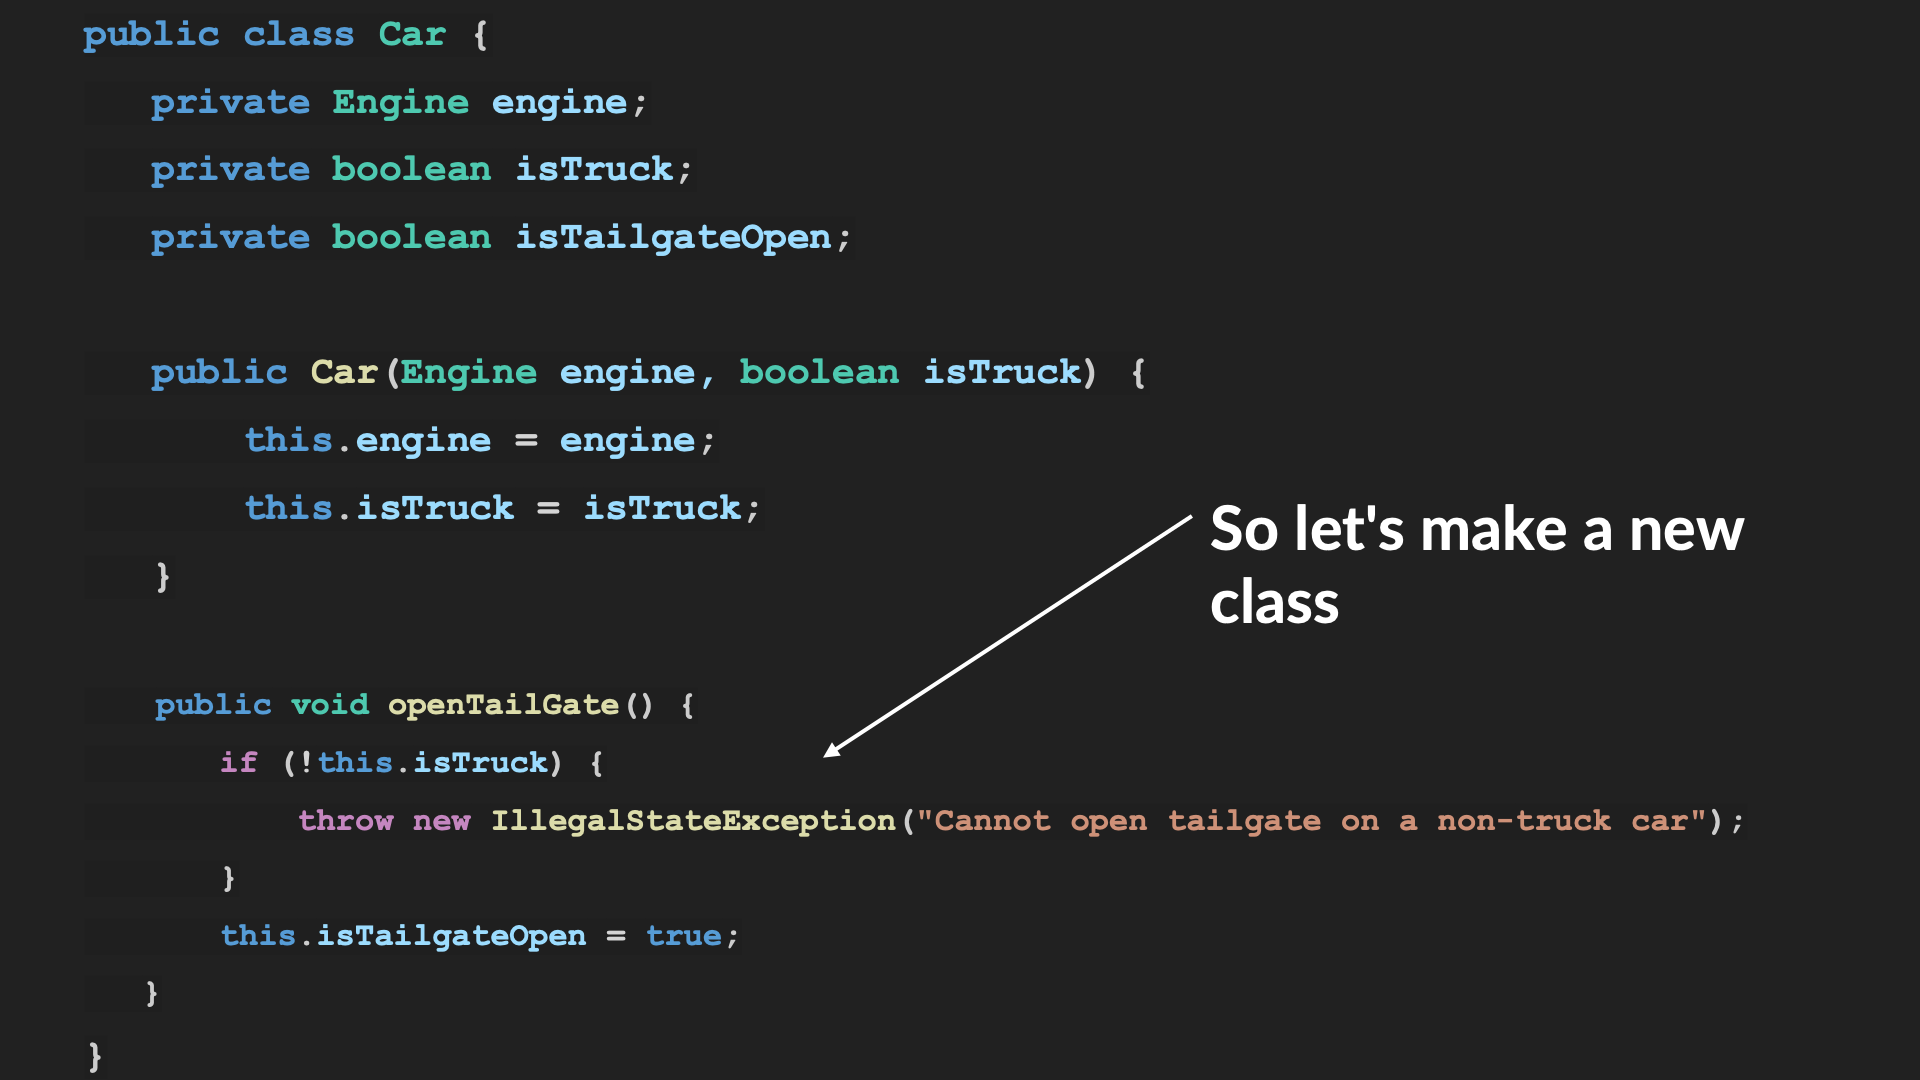 public class Car {
private Engine engine;
private boolean isTruck;
private boolean isTailgateOpen;
public Car(Engine engine, boolean isTruck) {
this.engine = engine;
this.isTruck = isTruck;
}
So let's make a new
class
public void openTailGate() {
if (!this.isTruck) {
throw new IllegalStateException("Cannot open tailgate on a non-truck car");
}
this.isTailgateOpen = true;
}
}